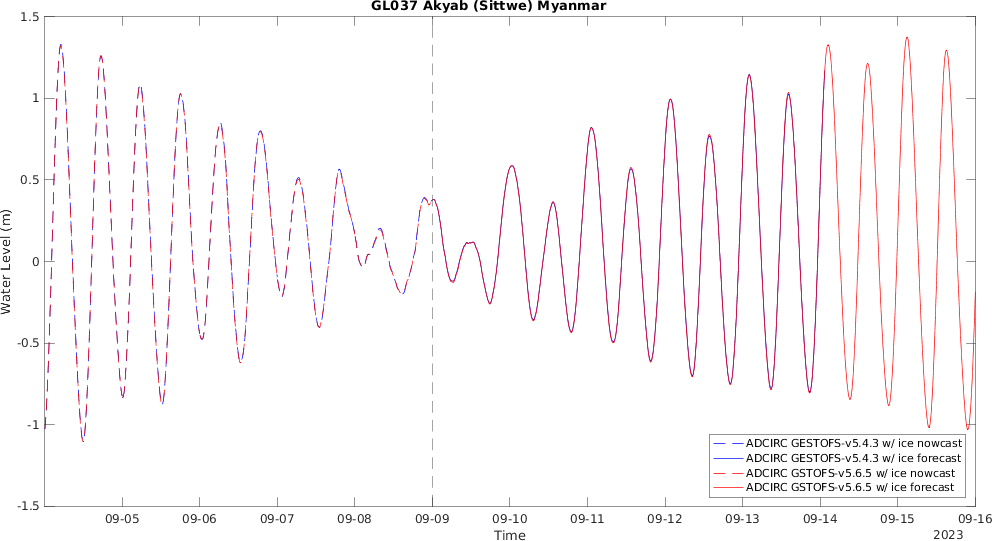 GL037 Akyab (Sittwe) Myanmar
Water Level (m)
1.5
1
0.5
0
-0.5
-1
-1.5
ADCIRC GESTOFS-v5.4.3 w/ ice nowcast
ADCIRC GESTOFS-v5.4.3 w/ ice forecast
ADCIRC GSTOFS-v5.6.5 w/ ice nowcast
ADCIRC GSTOFS-v5.6.5 w/ ice forecast
09-05 09-06 09-07 09-08 09-09 09-10 09-11 09-12 09-13 09-14 09-15 09-16
Time
2023